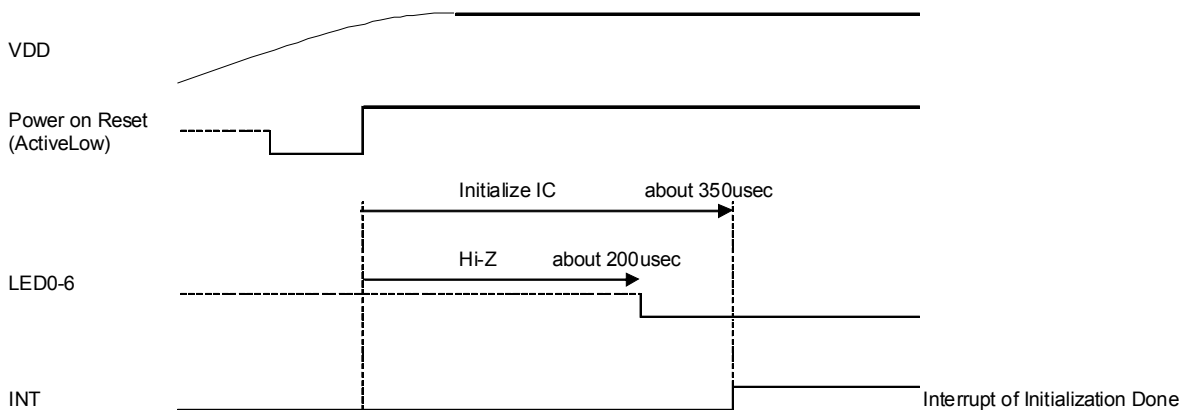 VDD
Power on Reset
(ActiveLow)
Initialize IC about 350usec
Hi-Z about 200usec
LED0-6
INT Interrupt of Initialization Done